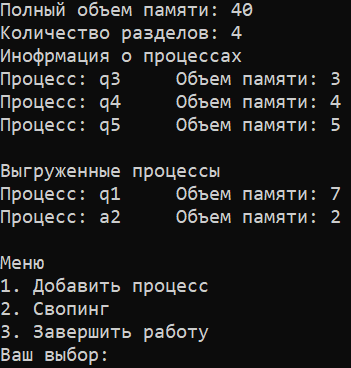 Полный объем памяти: 40
Количество разделов: 4
Инофрмация о процессах
Процесс: q3     Объем памяти: 3
Процесс: q4     Объем памяти: 4
Процесс: q5     Объем памяти: 5

Выгруженные процессы
Процесс: q1     Объем памяти: 7
Процесс: a2     Объем памяти: 2

Меню
1. Добавить процесс
2. Свопинг
3. Завершить работу
Ваш выбор: